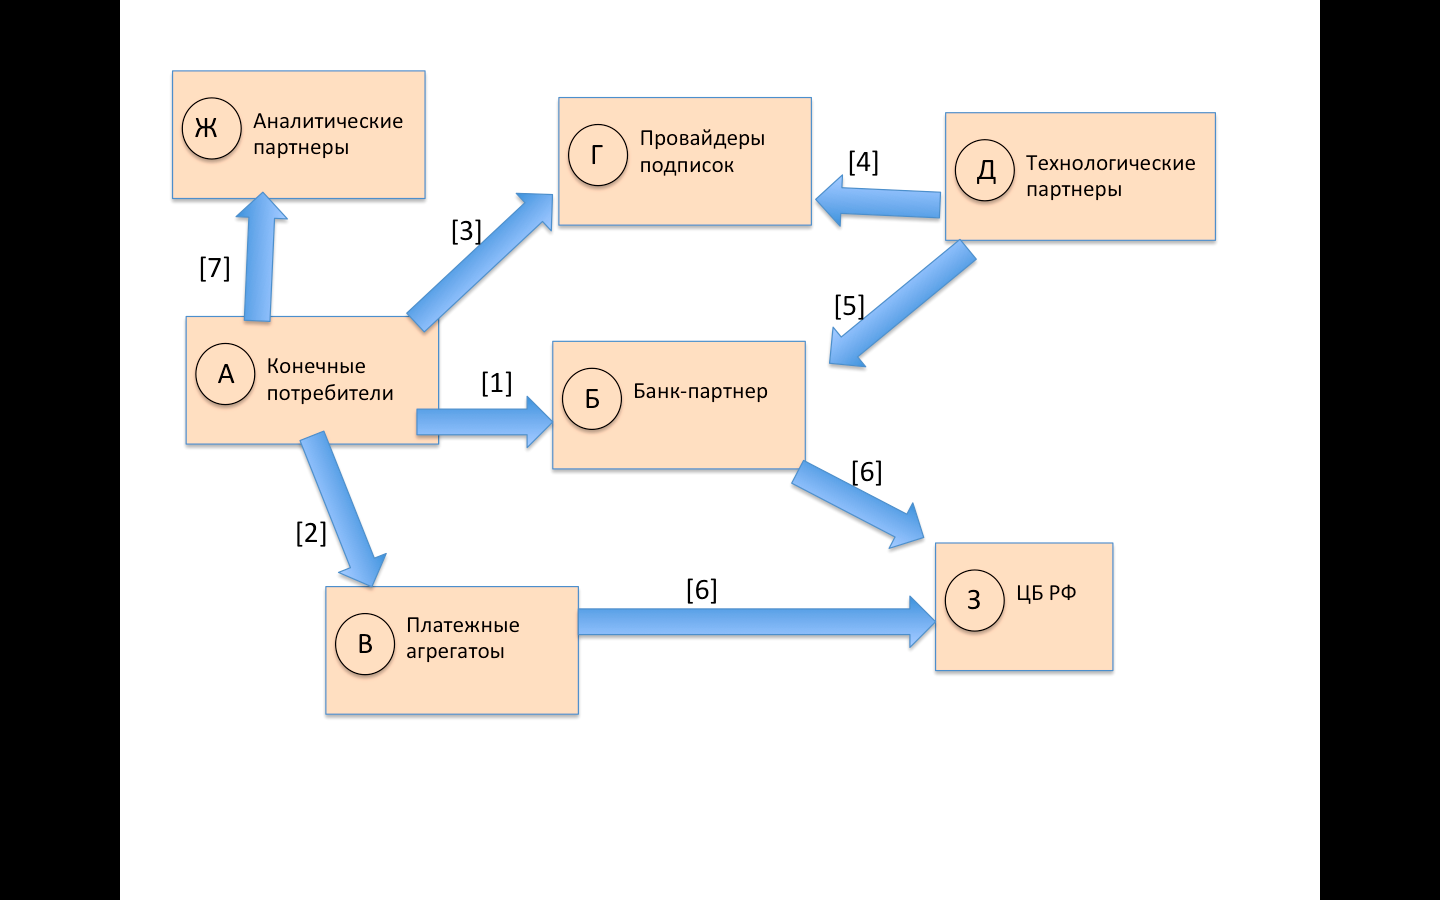 Ж
Аналитические
партнеры
Г
Провайдеры
подписок
[4]
Д
Технологические
партнеры
[3]
[7]
[5]
А
Конечные
потребители
[1]
Б
Банк-партнер
[6]
[2]
[6]
З
ЦБ РФ
В
Платежные
агрегатоы